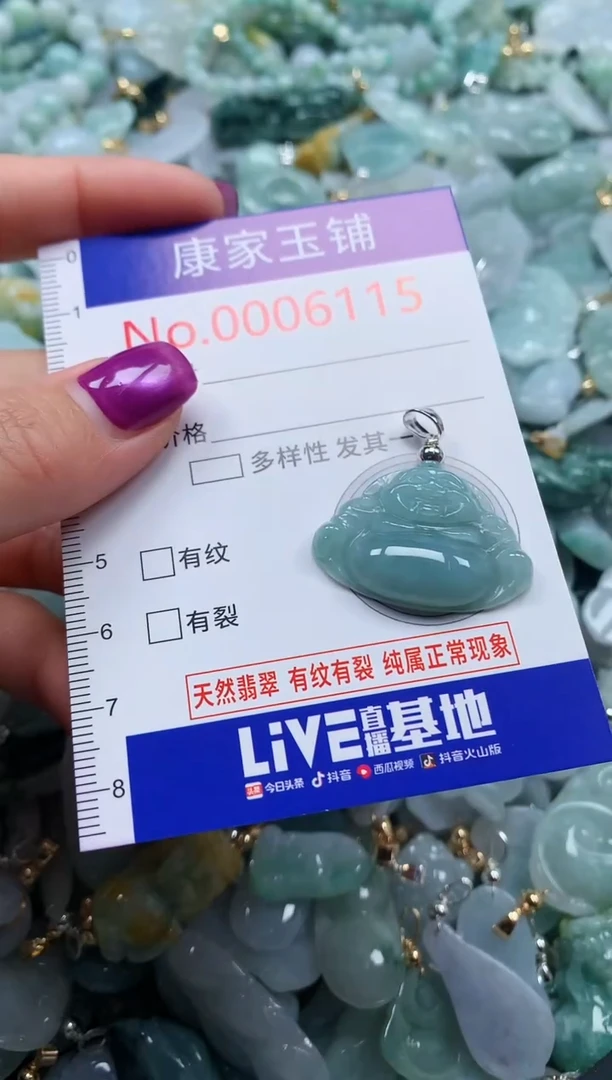 康家玉铺
No.0006115
价格
多样性 发其一
有纹
有裂
天然翡翠 有纹有裂 纯属正常现象
LiVE直播基地
今日头条 抖音 西瓜视频 抖音火山版
0
1
5
6
7
8